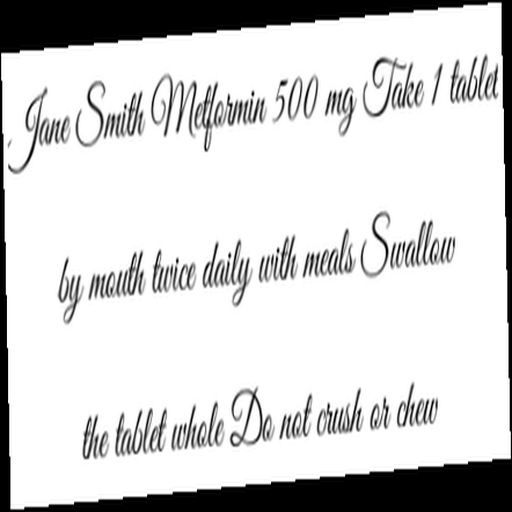 Jane Smith Metformin 500 mg Take 1 tablet
by mouth twice daily with meals Swallow
the tablet whole Do not crush or chew